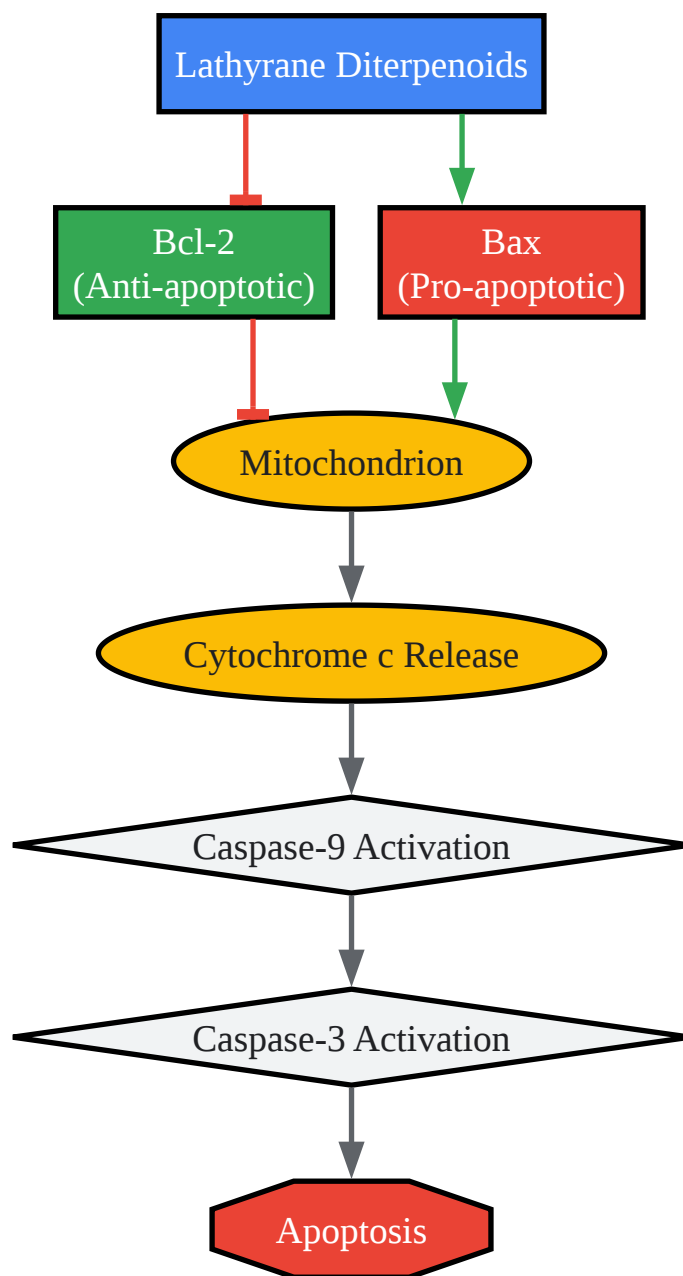 Lathyrane Diterpenoids
Bcl-2
(Anti-apoptotic)
Bax
(Pro-apoptotic)
Mitochondrion
Cytochrome c Release
Caspase-9 Activation
Caspase-3 Activation
Apoptosis